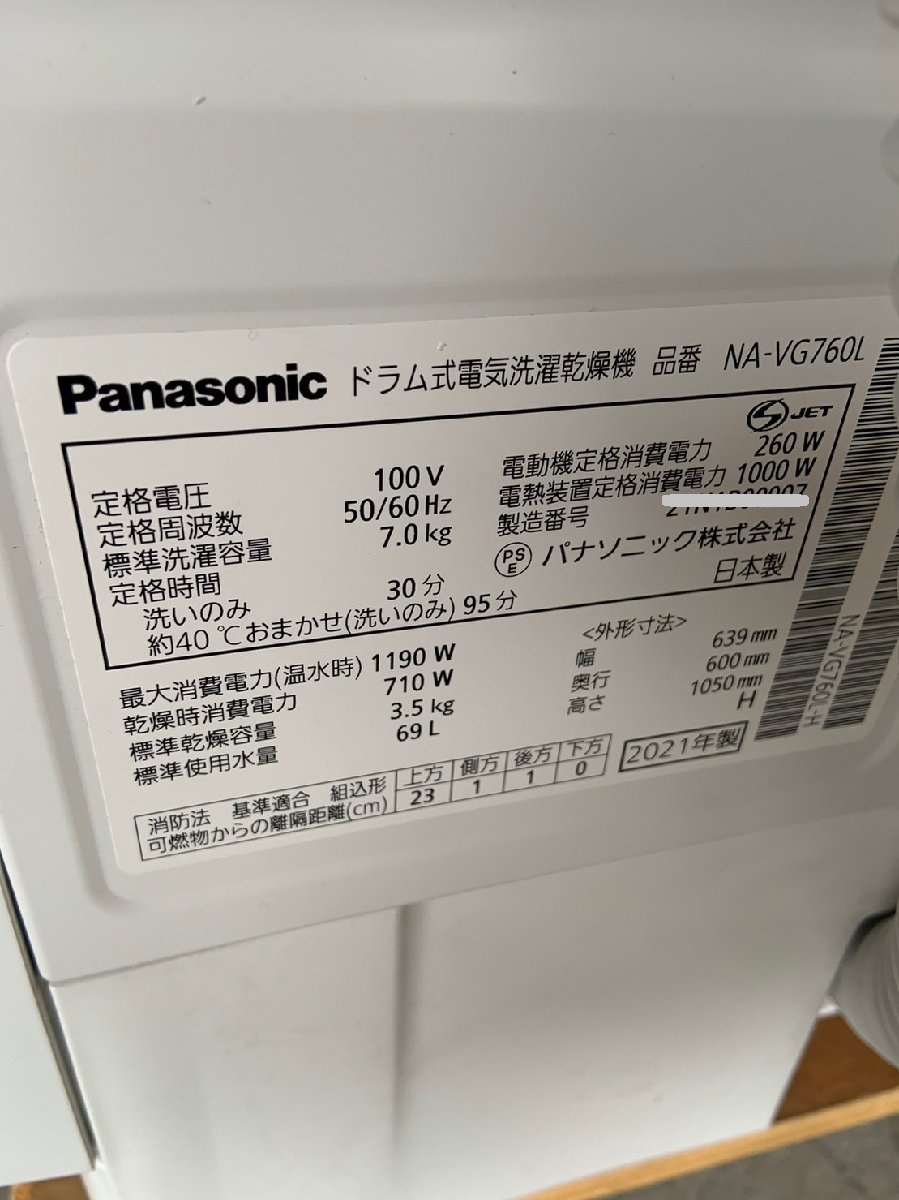 Panasonic ドラム式電気洗濯乾燥機 品番 NA-VG760L
JET
定格電圧 100 V
定格周波数 50/60 Hz
標準洗濯容量 7.0 kg
定格時間
洗いのみ 30 分
約40 ℃おまかせ(洗いのみ) 95 分
電動機定格消費電力 260 W
電熱装置定格消費電力 1000 W
製造番号
PS E パナソニック株式会社
日本製
最大消費電力(温水時) 1190 W
乾燥時消費電力 710 W
標準乾燥容量 3.5 kg
標準使用水量 69 L
<外形寸法>
幅 639 mm
奥行 600 mm
高さ 1050 mm
H
消防法 基準適合 組込形
可燃物からの離隔距離(cm)
上方 側方 後方 下方
23 1 1 0
2021年製
NA-VG760L-H